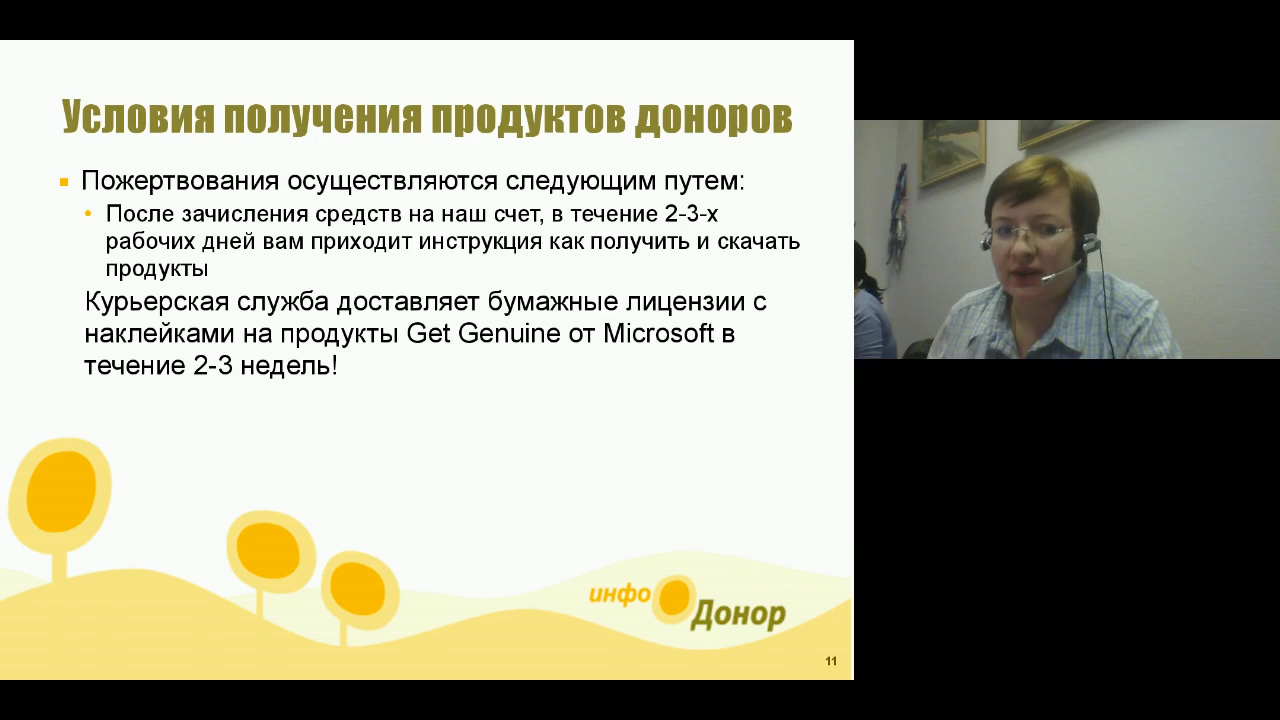 Условия получения продуктов доноров
Пожертвования осуществляются следующим путем:
После зачисления средств на наш счет, в течение 2-3-х
рабочих дней вам приходит инструкция как получить и скачать
продукты
Курьерская служба доставляет бумажные лицензии с
наклейками на продукты Get Genuine от Microsoft в
течение 2-3 недель!
инфо
Донор
11